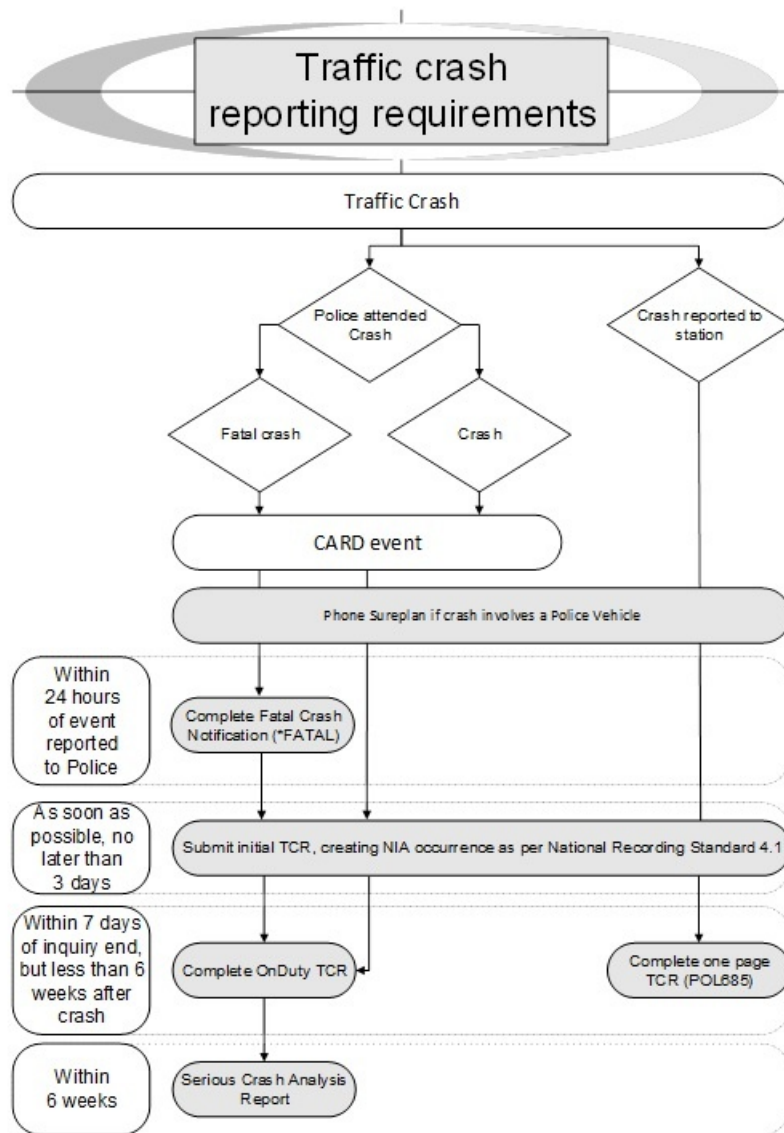 Traffic crash
reporting requirements
Traffic Crash
Police attended
Crash
Crash reported to
station
Fatal crash
Crash
CARD event
Phone Sureplan if crash involves a Police Vehicle
Within
24 hours
of event
reported
to Police
Complete Fatal Crash
Notification (*FATAL)
As soon as
possible, no
later than
3 days
Submit initial TCR, creating NIA occurrence as per National Recording Standard 4.1
Within 7 days
of inquiry end,
but less than 6
weeks after
crash
Complete OnDuty TCR
Complete one page
TCR (POL685)
Within
6 weeks
Serious Crash Analysis
Report